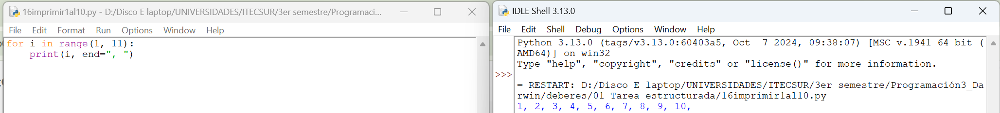 16imprimir1al10.py - D:/Disco E laptop/UNIVERSIDADES/ITECSUR/3er semestre/Programaci...
File Edit Format Run Options Window Help
for i in range(1, 11):
    print(i, end=", ")
IDLE Shell 3.13.0
File Edit Shell Debug Options Window Help
Python 3.13.0 (tags/v3.13.0:60403a5, Oct  7 2024, 09:38:07) [MSC v.1941 64 bit (
AMD64)] on win32
Type "help", "copyright", "credits" or "license()" for more information.
>>>
= RESTART: D:/Disco E laptop/UNIVERSIDADES/ITECSUR/3er semestre/Programación3_Da
rwin/deberes/01 Tarea estructurada/16imprimir1al10.py
1, 2, 3, 4, 5, 6, 7, 8, 9, 10,